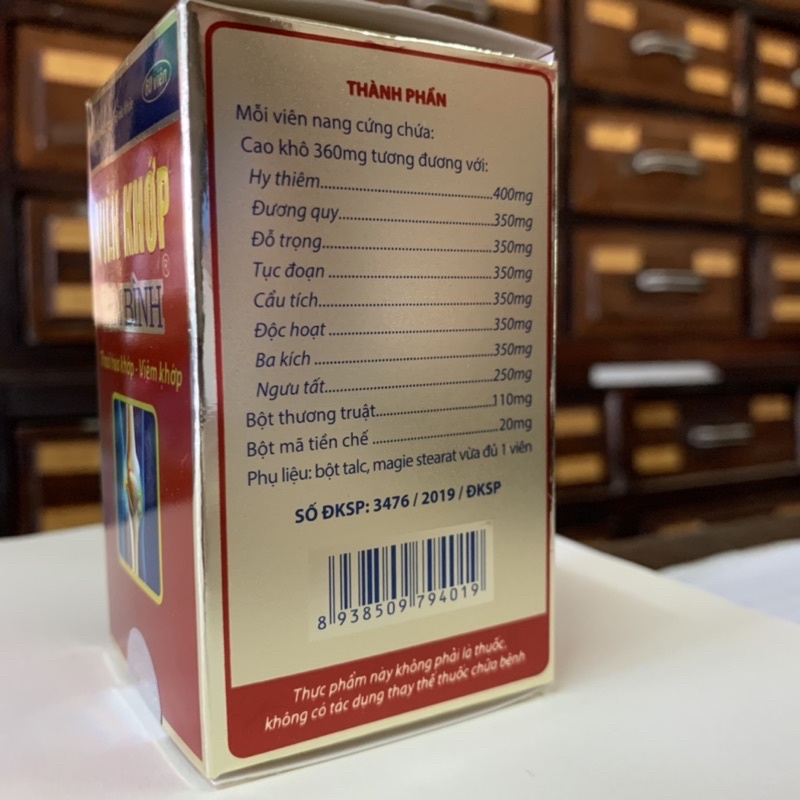 THÀNH PHẦN
Mỗi viên nang cứng chứa:
Cao khô 360mg tương đương với:
Hy thiêm..........400mg
Đương quy..........350mg
Đỗ trọng..........350mg
Tục đoạn..........350mg
Cẩu tích..........350mg
Độc hoạt..........350mg
Ba kích..........350mg
Ngưu tất..........250mg
Bột thương truật..........110mg
Bột mã tiền chế..........20mg
Phụ liệu: bột talc, magie stearat vừa đủ 1 viên
SỐ ĐKSP: 3476 / 2019 / ĐKSP
8 938509 794019
Thực phẩm này không phải là thuốc,
không có tác dụng thay thế thuốc chữa bệnh
60 viên
KHỚP
®
BÌNH
khớp - Viêm khớp